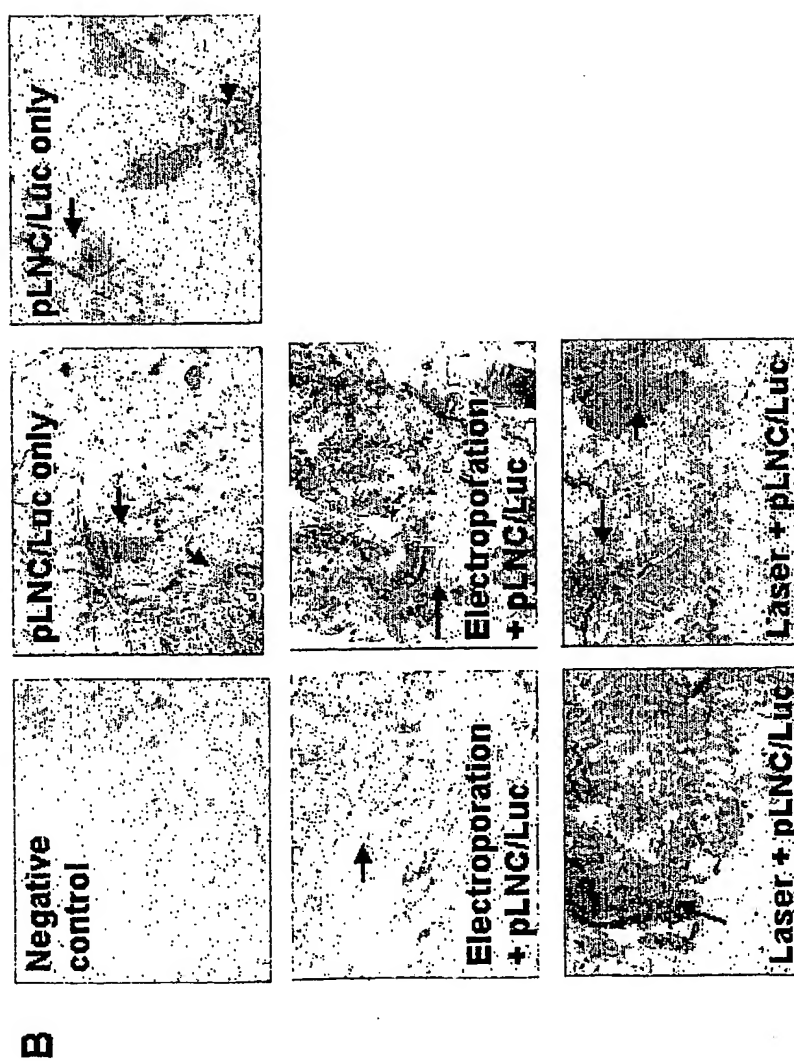 B
Negative
control
pLNC/Luc only
pLNC/Luc only
Electroporation
+ pLNC/Luc
Electroporation
+ pLNC/Luc
Laser + pLNC/Luc
Laser + pLNC/Luc